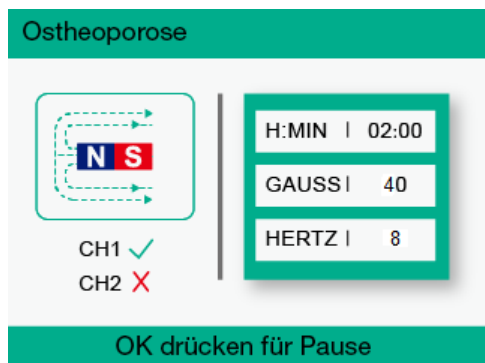 Ostheoporose
N S
CH1
CH2
H:MIN | 02:00
GAUSS | 40
HERTZ | 8
OK drücken für Pause